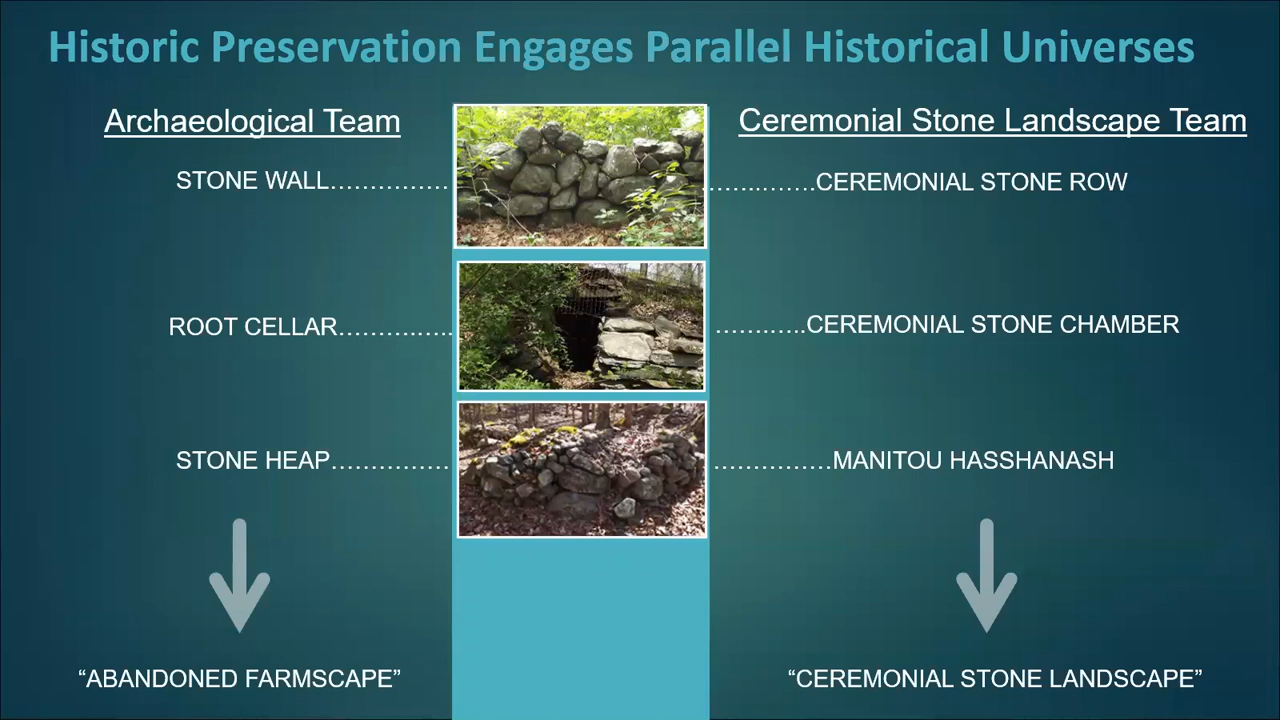 Historic Preservation Engages Parallel Historical Universes
Archaeological Team
Ceremonial Stone Landscape Team
STONE WALL……………
…………..CEREMONIAL STONE ROW
ROOT CELLAR……………
…………CEREMONIAL STONE CHAMBER
STONE HEAP……………
……………MANITOU HASSHANASH
“ABANDONED FARMSCAPE”
“CEREMONIAL STONE LANDSCAPE”